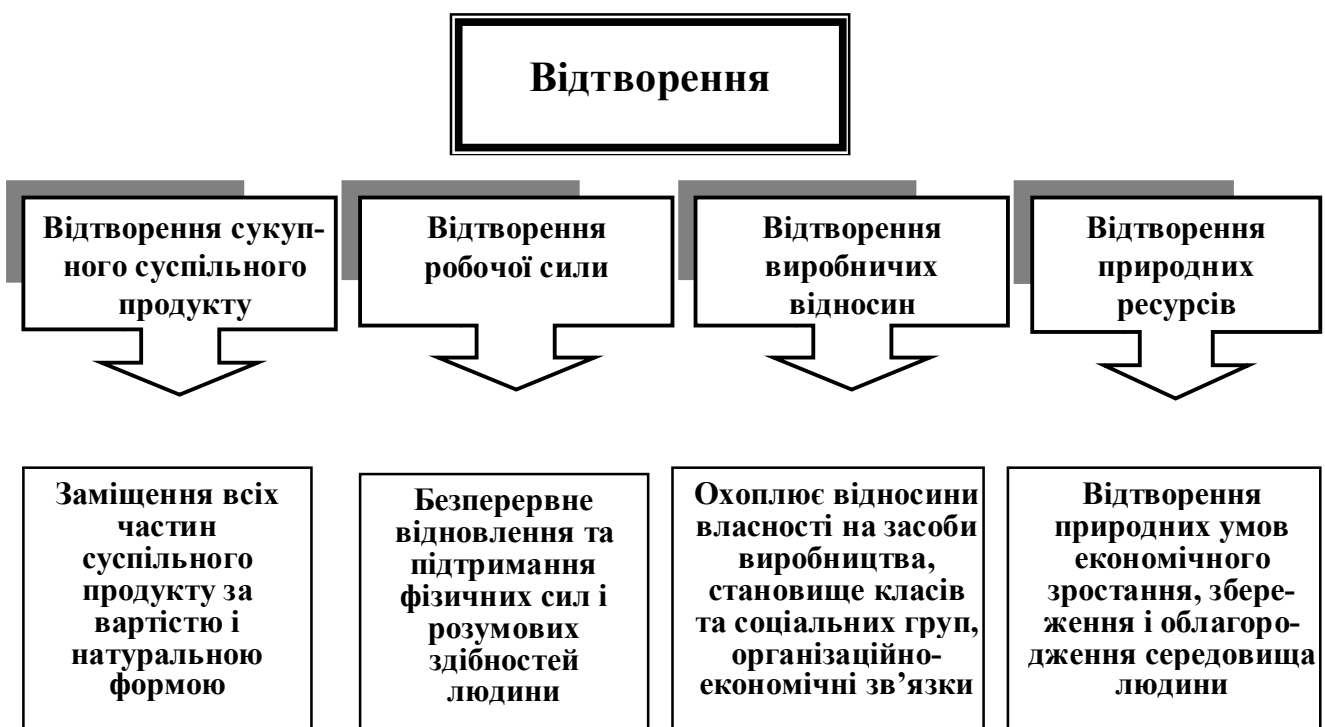 Відтворення
Відтворення сукуп-
ного суспільного
продукту
Відтворення
робочої сили
Відтворення
виробничих
відносин
Відтворення
природних
ресурсів
Заміщення всіх
частин
суспільного
продукту за
вартістю і
натуральною
формою
Безперервне
відновлення та
підтримання
фізичних сил і
розумових
здібностей
людини
Охоплює відносини
власності на засоби
виробництва,
становище класів
та соціальних груп,
організаційно-
економічні зв’язки
Відтворення
природних умов
економічного
зростання, збере-
ження і облагоро-
дження середовища
людини